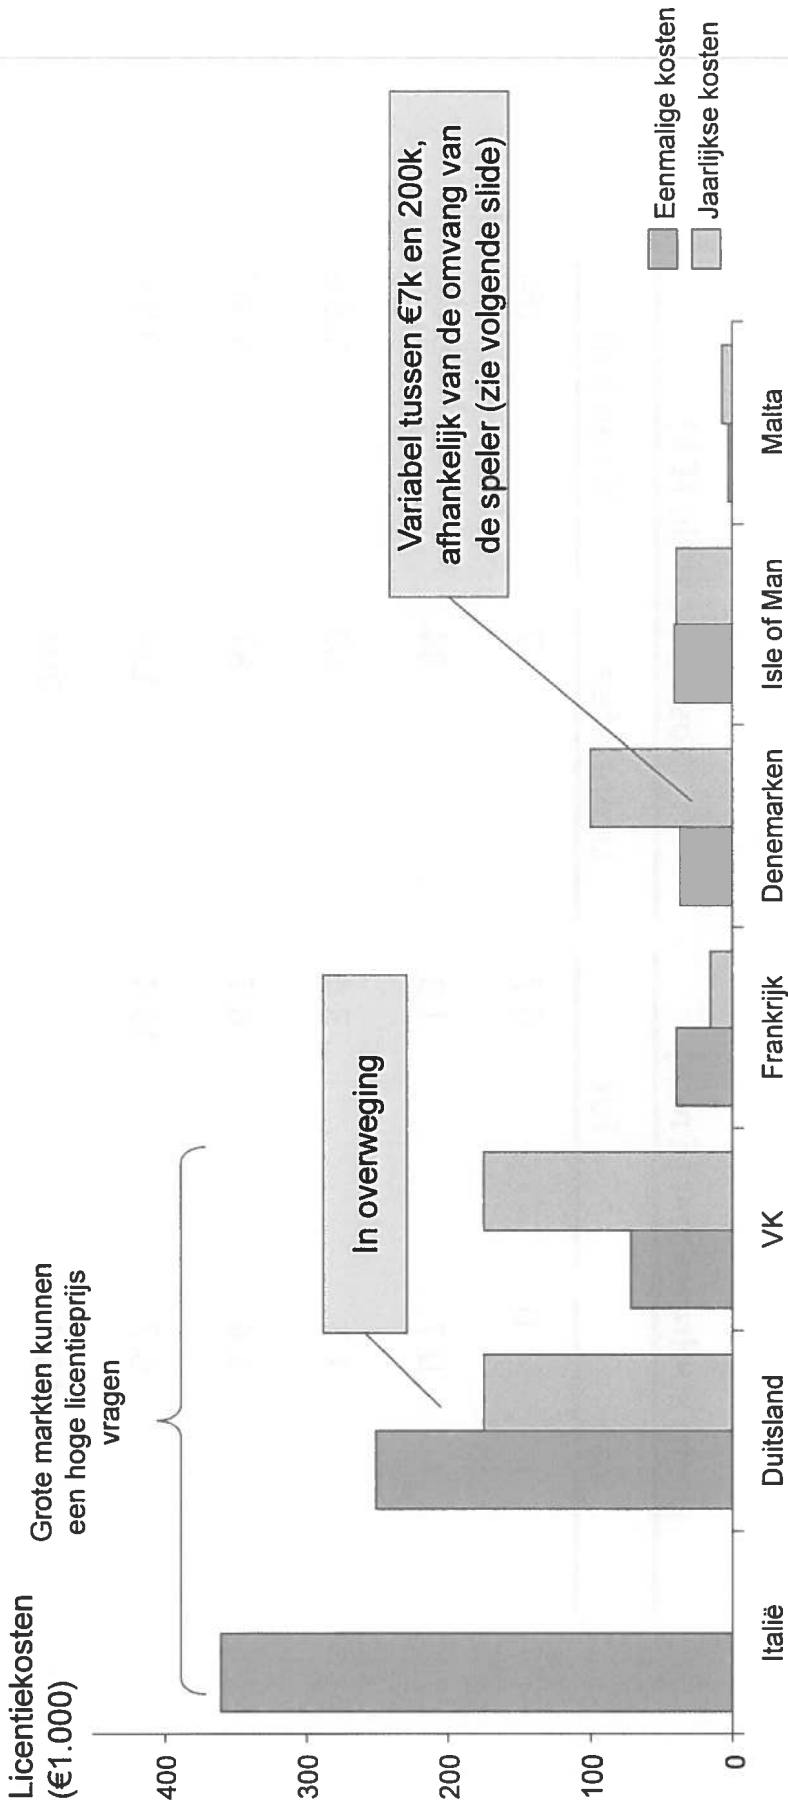 Licentiekosten
(€1.000)
Grote markten kunnen
een hoge licentieprijs
vragen
In overweging
Variabel tussen €7k en 200k,
afhankelijk van de omvang van
de speler (zie volgende slide)
Eenmalige kosten
Jaarlijkse kosten
400
300
200
100
0
Italië
Duitsland
VK
Frankrijk
Denemarken
Isle of Man
Malta